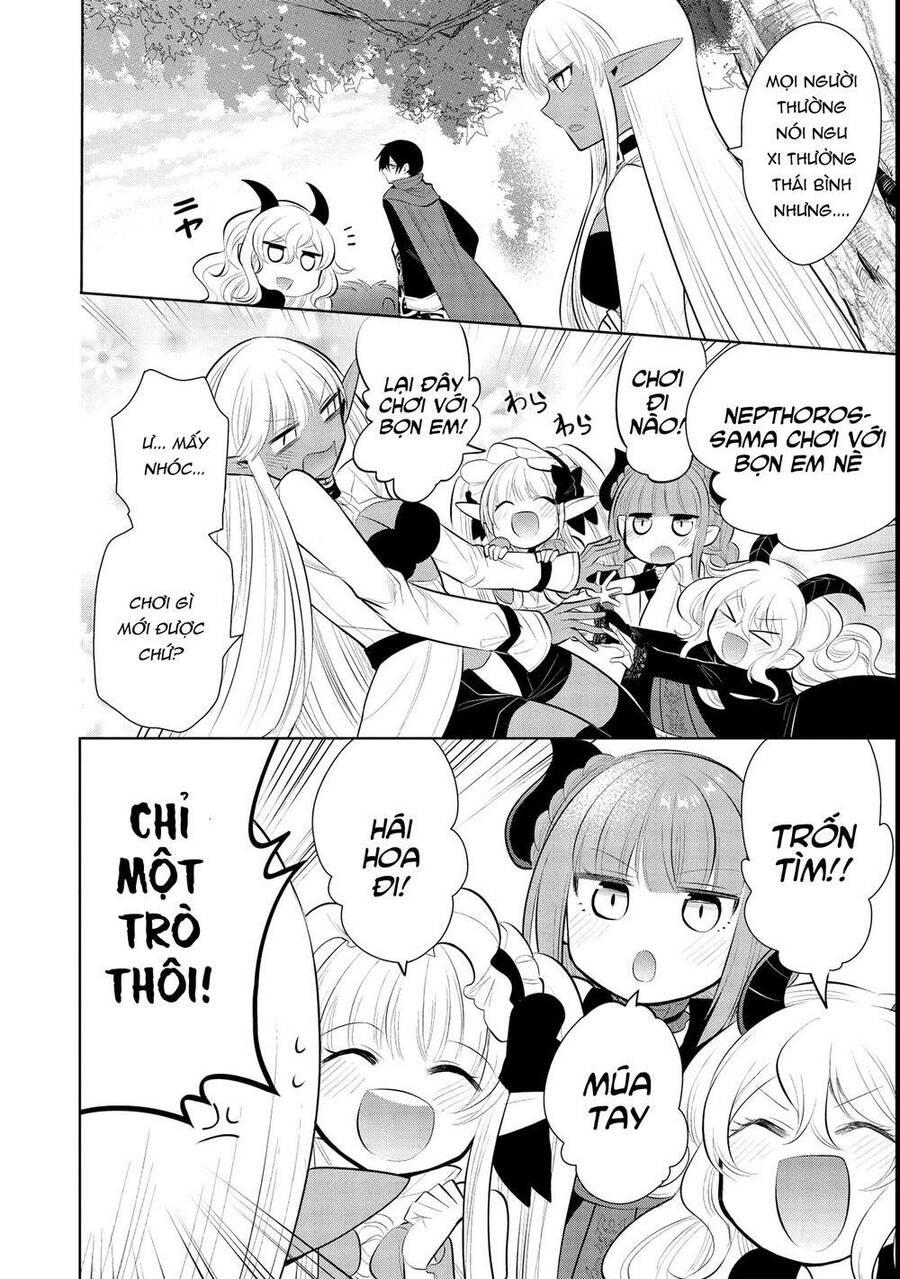 MỌI NGƯỜI
THƯỜNG
NÓI NGU
XI THƯỞNG
THÁI BÌNH
NHƯNG....
ニヤ
NEPTHOROS-
SAMA CHƠI VỚI
BỌN EM NÈ
CHƠI
ĐI
NÀO!
LẠI ĐÂY
CHƠI VỚI
BỌN EM!
わら
わら
Ư... MẤY
NHÓC...
CHƠI GÌ
MỚI ĐƯỢC
CHỨ?
TRỐN
TÌM!!
HÁI
HOA
ĐI!
MÚA
TAY
CHỈ
MỘT
TRÒ
THÔI!